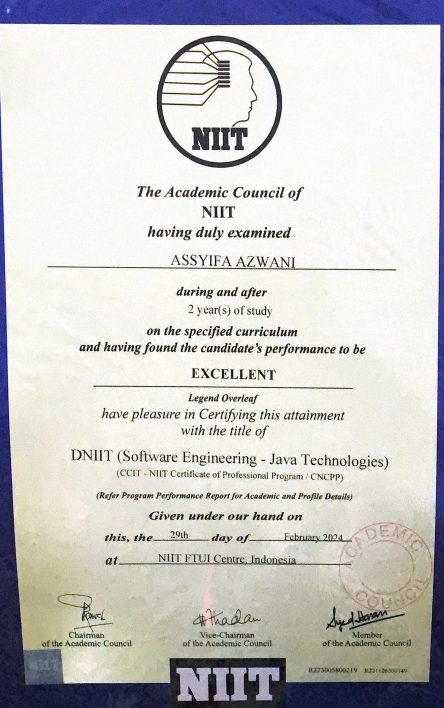 NIIT
The Academic Council of
NIIT
having duly examined
ASSYIFA AZWANI
during and after
2 year(s) of study
on the specified curriculum
and having found the candidate's performance to be
EXCELLENT
Legend Overleaf
have pleasure in Certifying this attainment
with the title of
DNIIT (Software Engineering - Java Technologies)
(CCIT - NIIT Certificate of Professional Program / CNCPP)
(Refer Program Performance Report for Academic and Profile Details)
Given under our hand on
this, the 29th day of February 2024
at NIIT FTUI Centre, Indonesia
ACADEMIC
COUNCIL
Chairman
of the Academic Council
Vice-Chairman
of the Academic Council
Member
of the Academic Council
NIIT